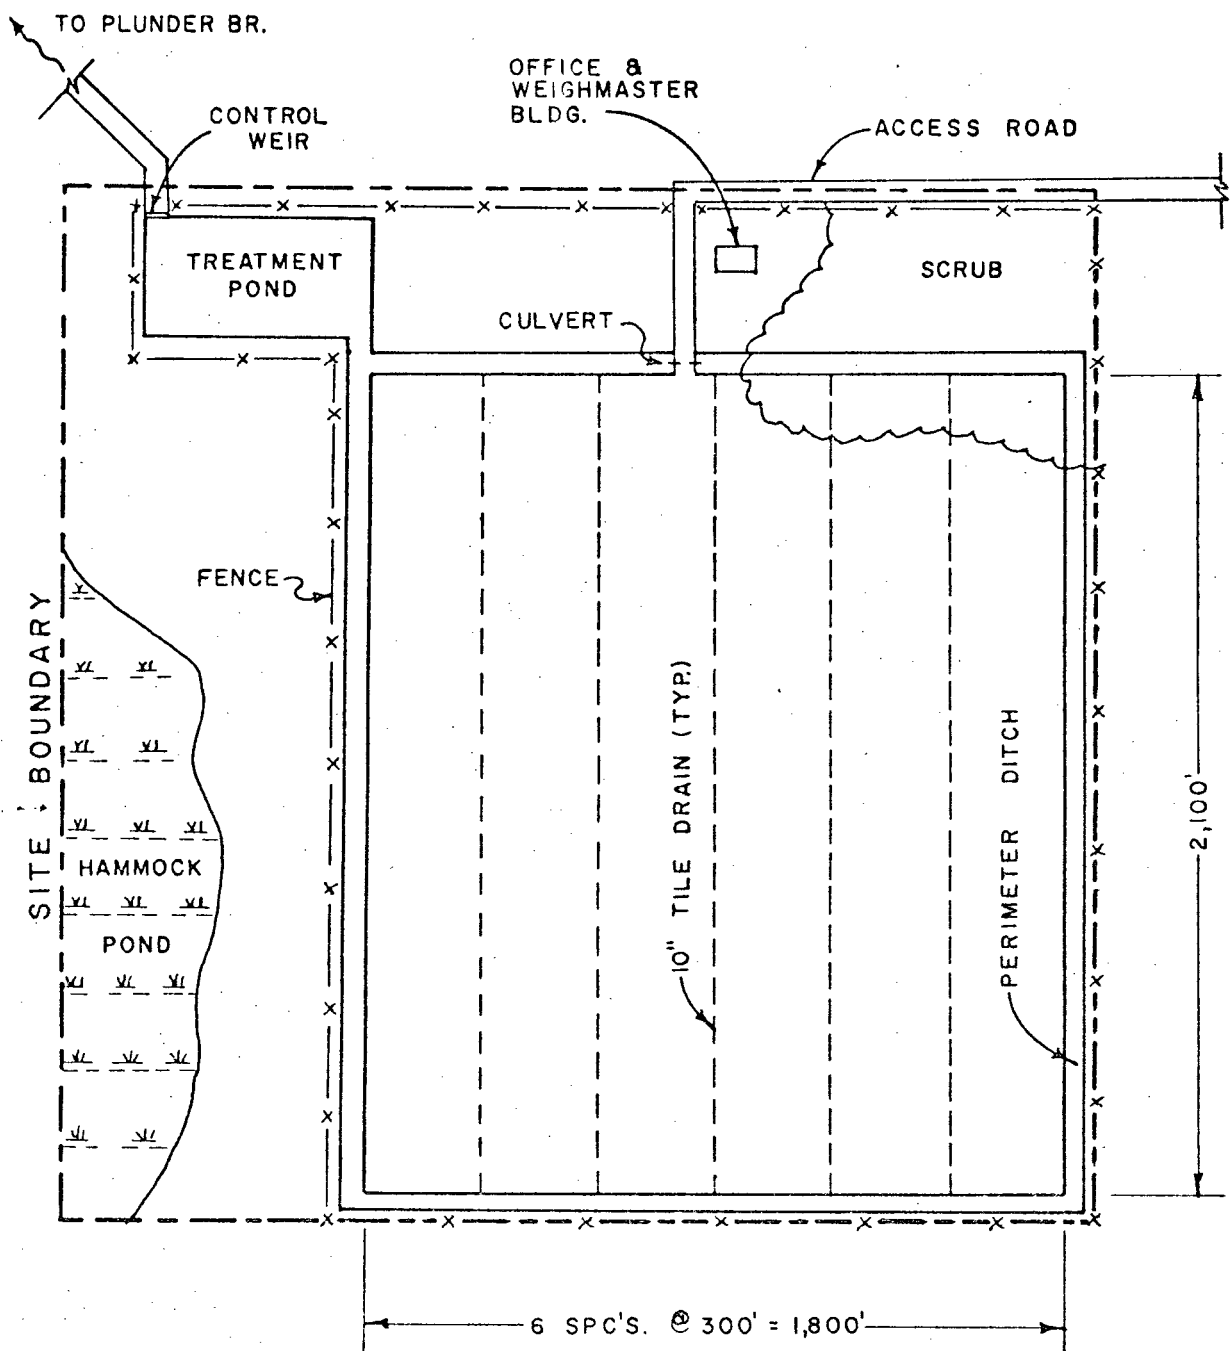 TO PLUNDER BR.
OFFICE &
WEIGHMASTER
BLDG.
CONTROL
WEIR
ACCESS ROAD
TREATMENT
POND
SCRUB
CULVERT
FENCE
SITE BOUNDARY
10" TILE DRAIN (TYP.)
PERIMETER DITCH
2,100'
HAMMOCK
POND
6 SPC'S. @ 300' = 1,800'